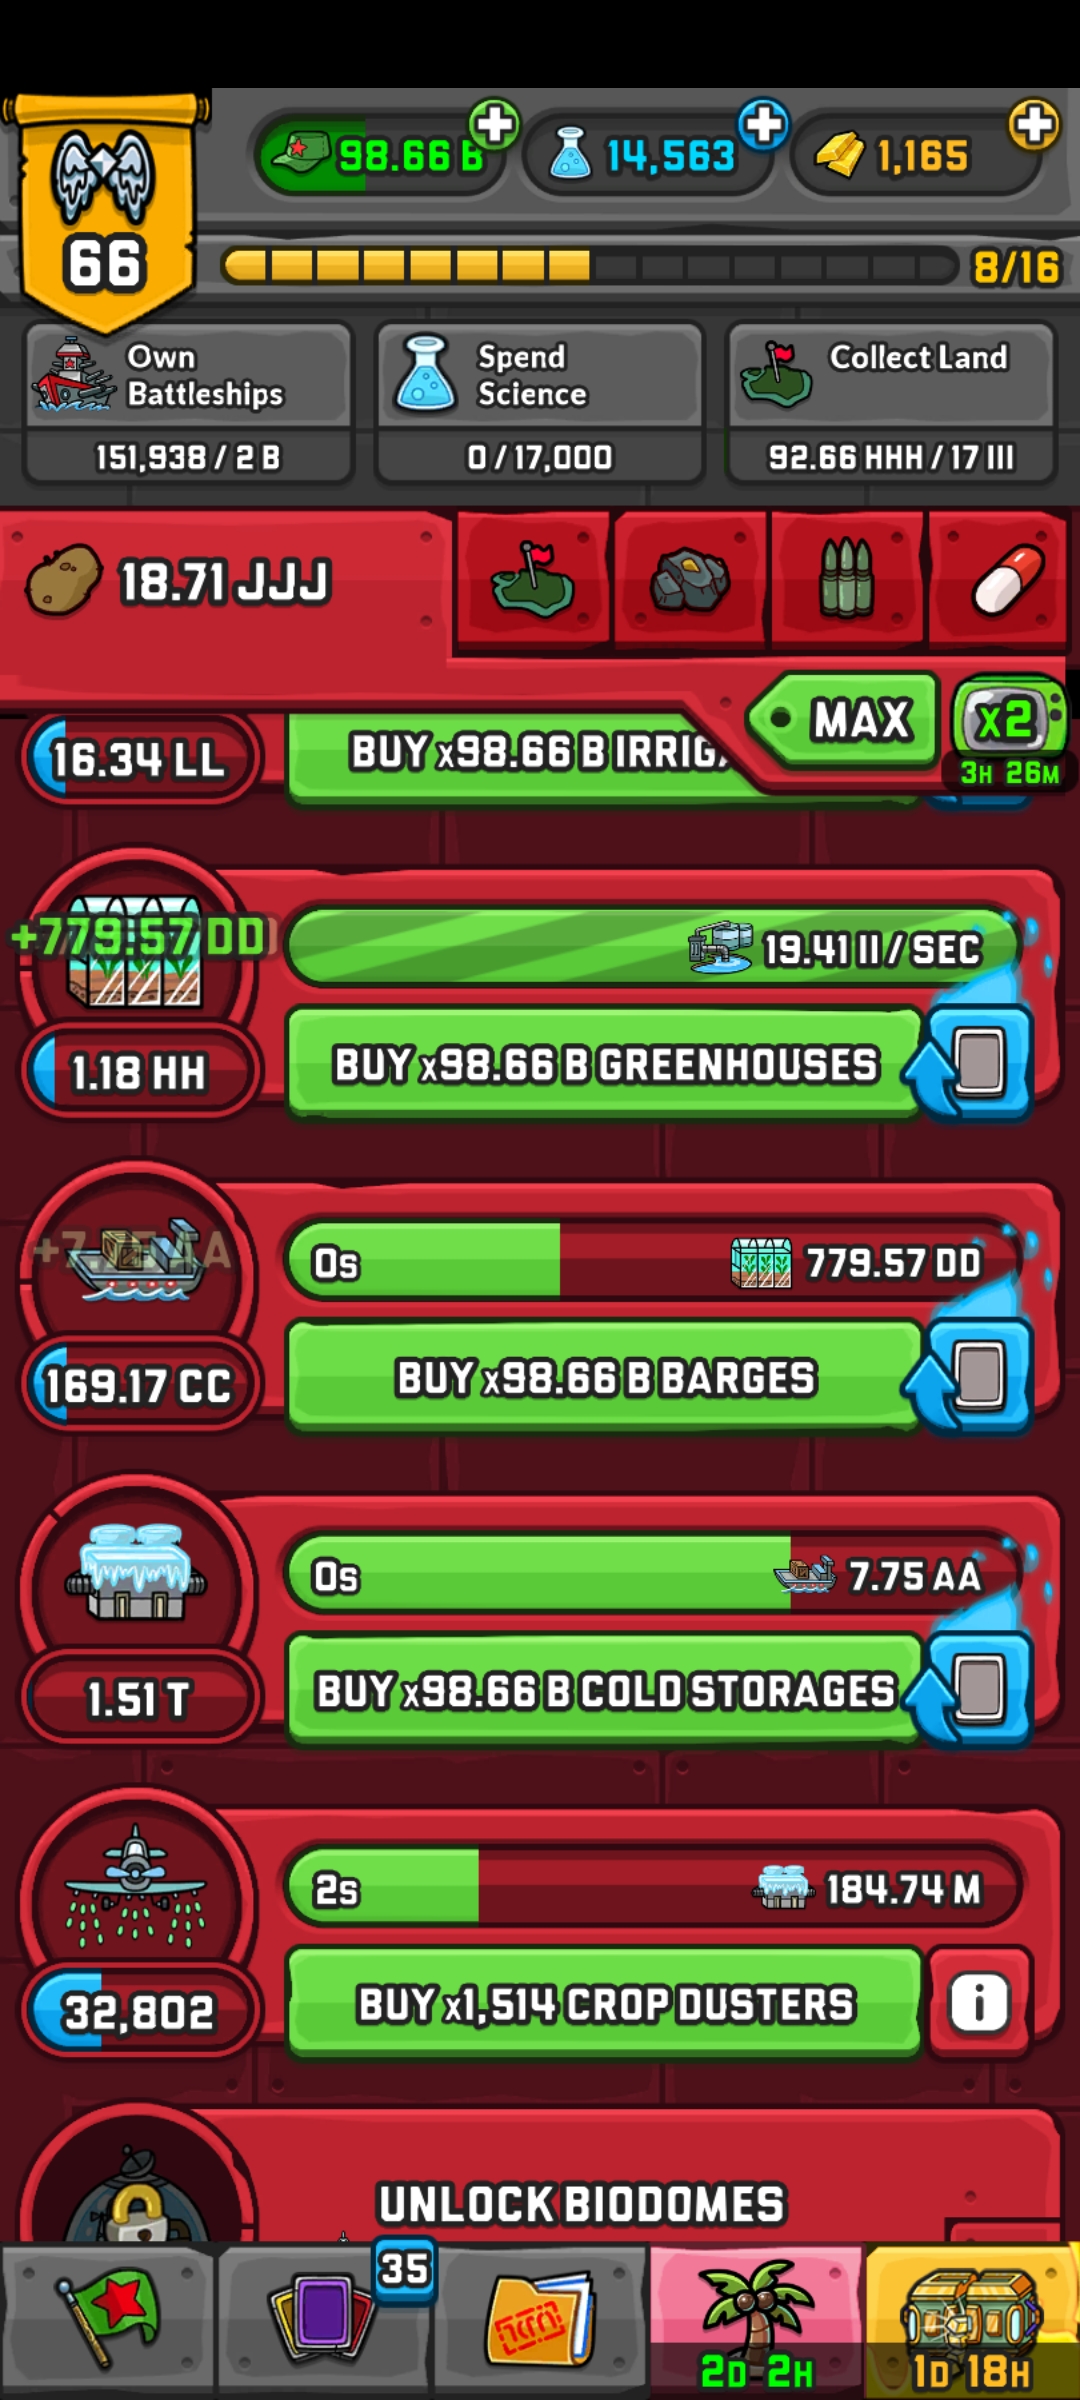 98.66 B
14,563
1,165
66
8/16
Own
Battleships
151,938 / 2 B
Spend
Science
0 / 17,000
Collect Land
92.66 HHH / 17 III
18.71 JJJ
MAX
x2
3H 26M
16.34 LL
BUY x98.66 B
+779.57 DD
19.41 II / SEC
1.18 HH
BUY x98.66 B GREENHOUSES
0s
779.57 DD
169.17 CC
BUY x98.66 B BARGES
0s
7.75 AA
1.51 T
BUY x98.66 B COLD STORAGES
2s
184.74 M
32,802
BUY x1,514 CROP DUSTERS
i
UNLOCK BIODOMES
35
2D 2H
1D 18H